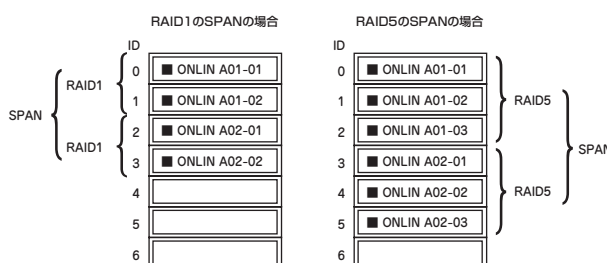 RAID1のSPANの場合
ID
0 ■ ONLIN A01-01
1 ■ ONLIN A01-02
2 ■ ONLIN A02-01
3 ■ ONLIN A02-02
4
5
6
RAID1
RAID1
SPAN
RAID5のSPANの場合
ID
0 ■ ONLIN A01-01
1 ■ ONLIN A01-02
2 ■ ONLIN A01-03
3 ■ ONLIN A02-01
4 ■ ONLIN A02-02
5 ■ ONLIN A02-03
6
RAID5
RAID5
SPAN